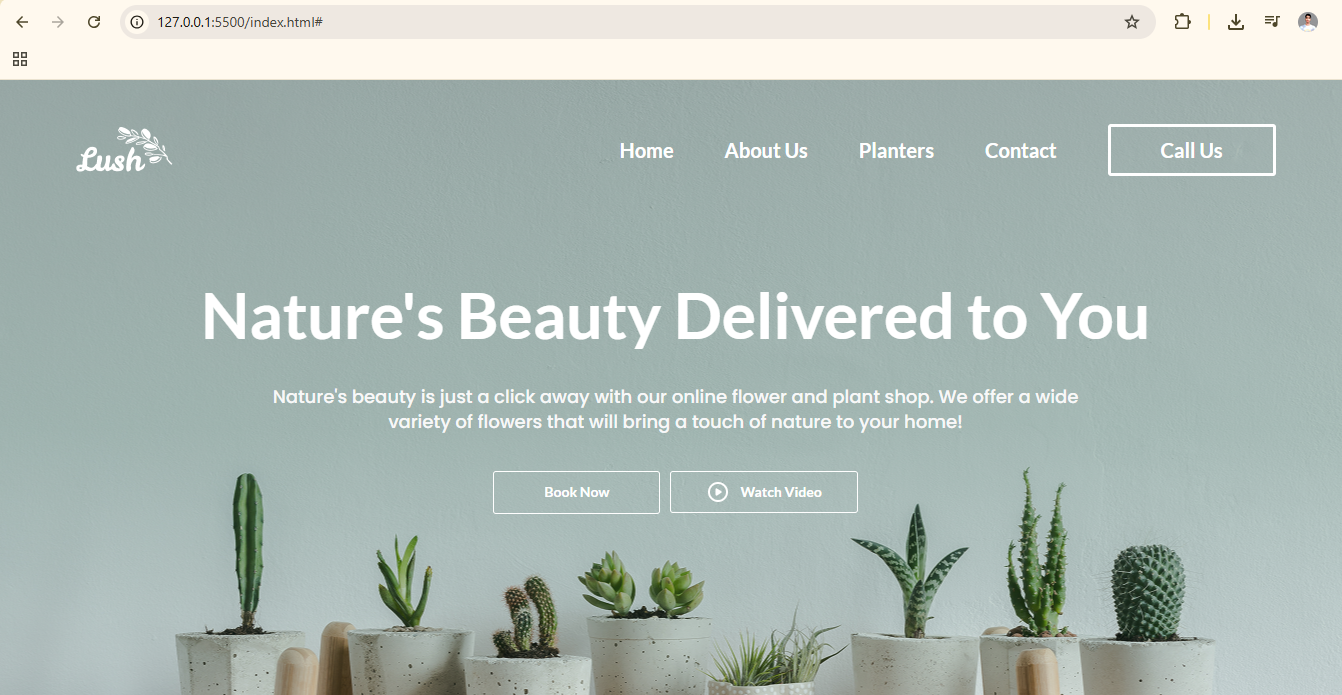 127.0.0.1:5500/index.html#
Lush
Home About Us Planters Contact Call Us
Nature's Beauty Delivered to You
Nature's beauty is just a click away with our online flower and plant shop. We offer a wide
variety of flowers that will bring a touch of nature to your home!
Book Now Watch Video